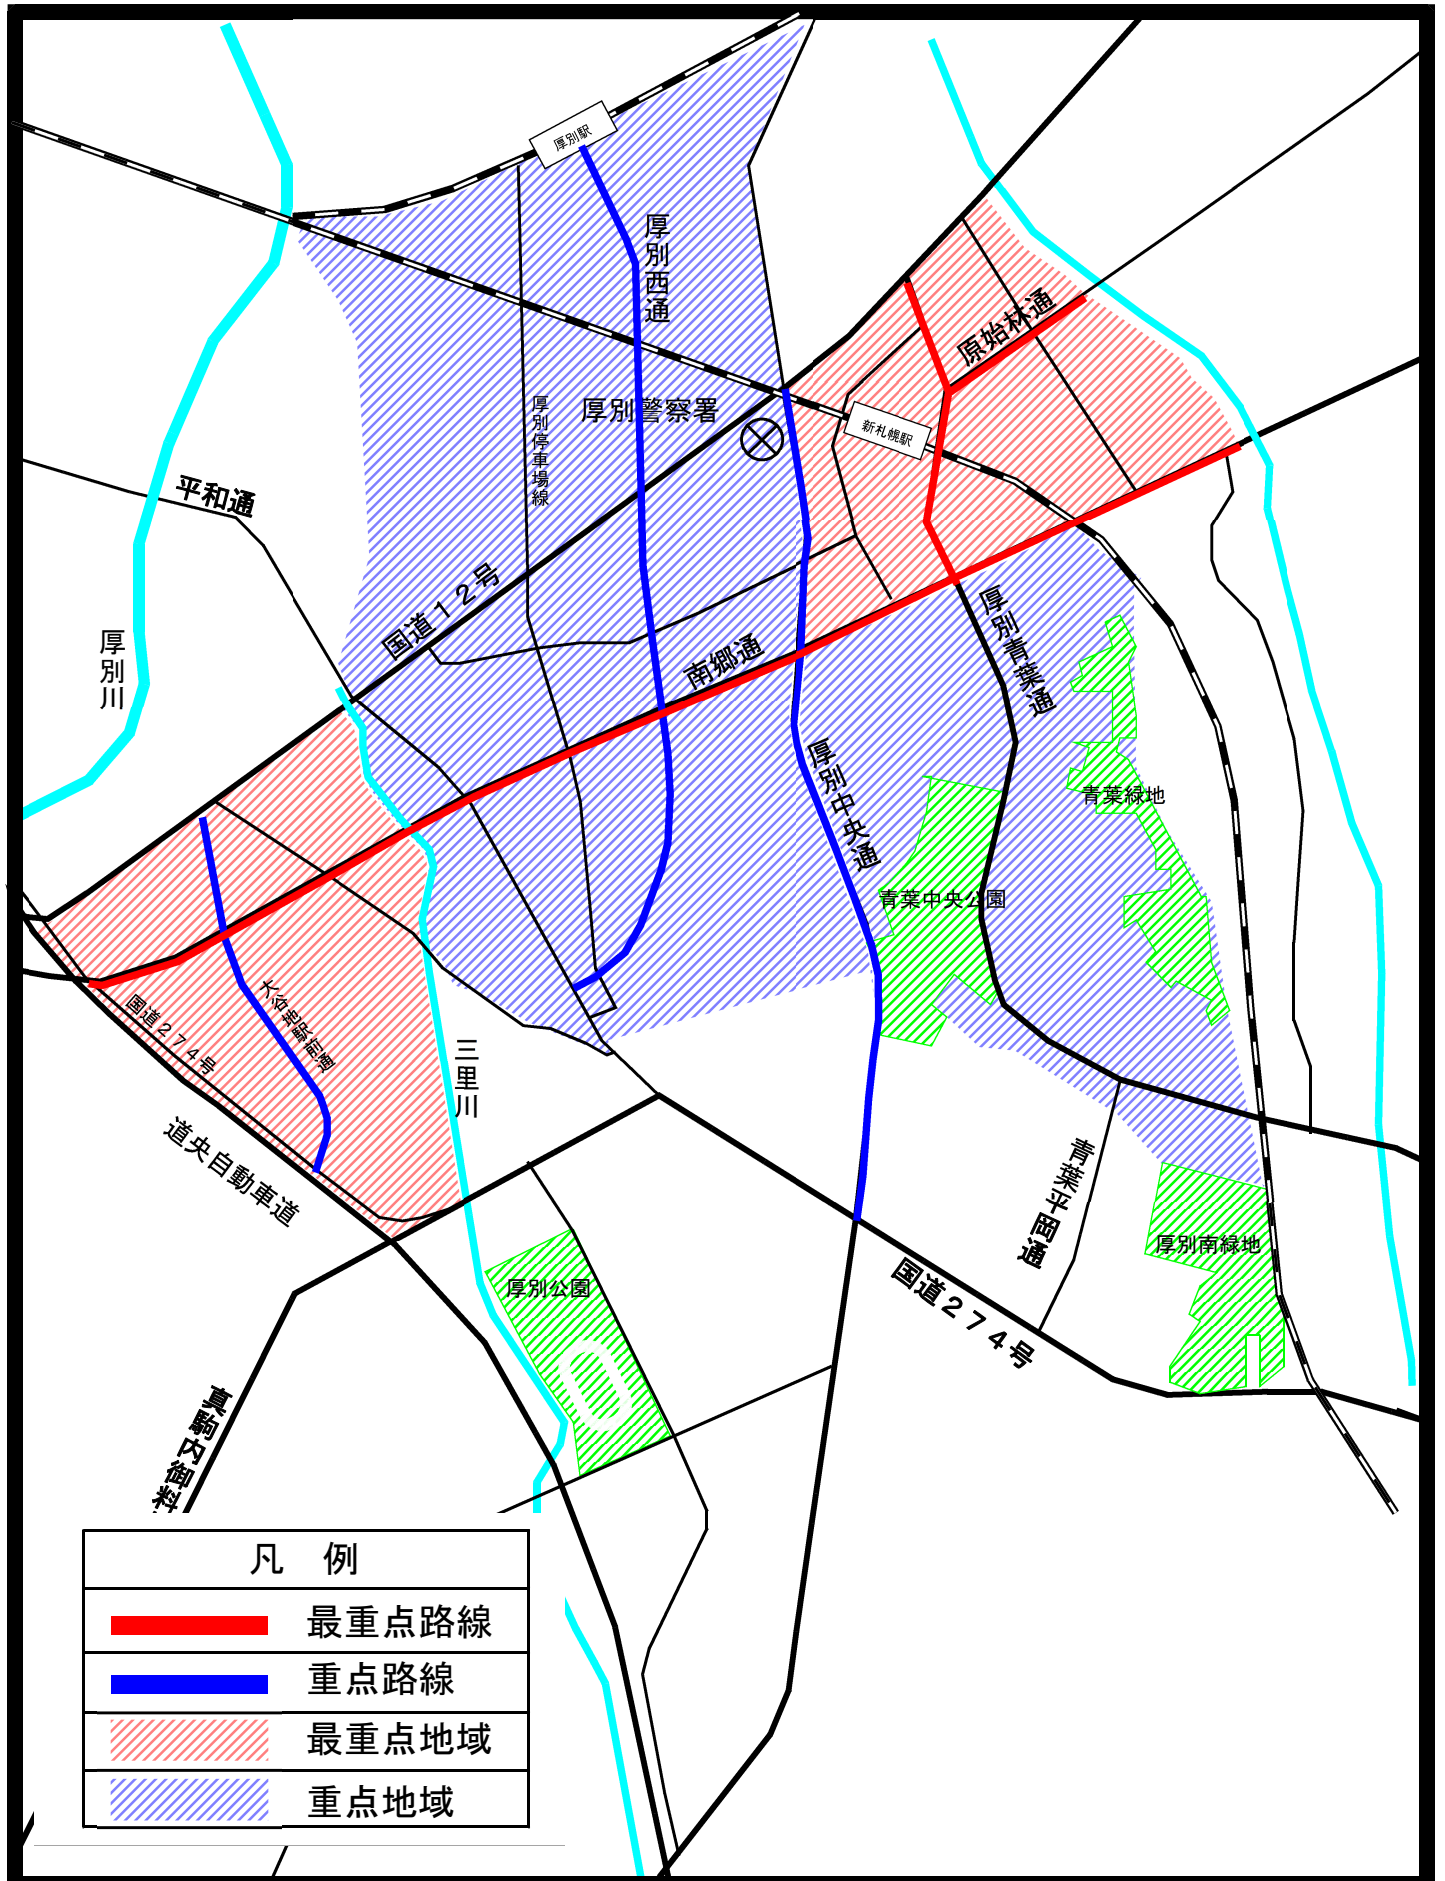 厚別駅
厚別西通
原始林通
厚別停車場線
厚別警察署
新札幌駅
平和通
国道１２号
厚別青葉通
厚別川
南郷通
厚別中央通
青葉緑地
青葉中央公園
大谷地駅前通
国道２７４号
三里川
道央自動車道
青葉平岡通
厚別南緑地
国道２７４号
厚別公園
真駒内御料
凡　例
最重点路線
重点路線
最重点地域
重点地域